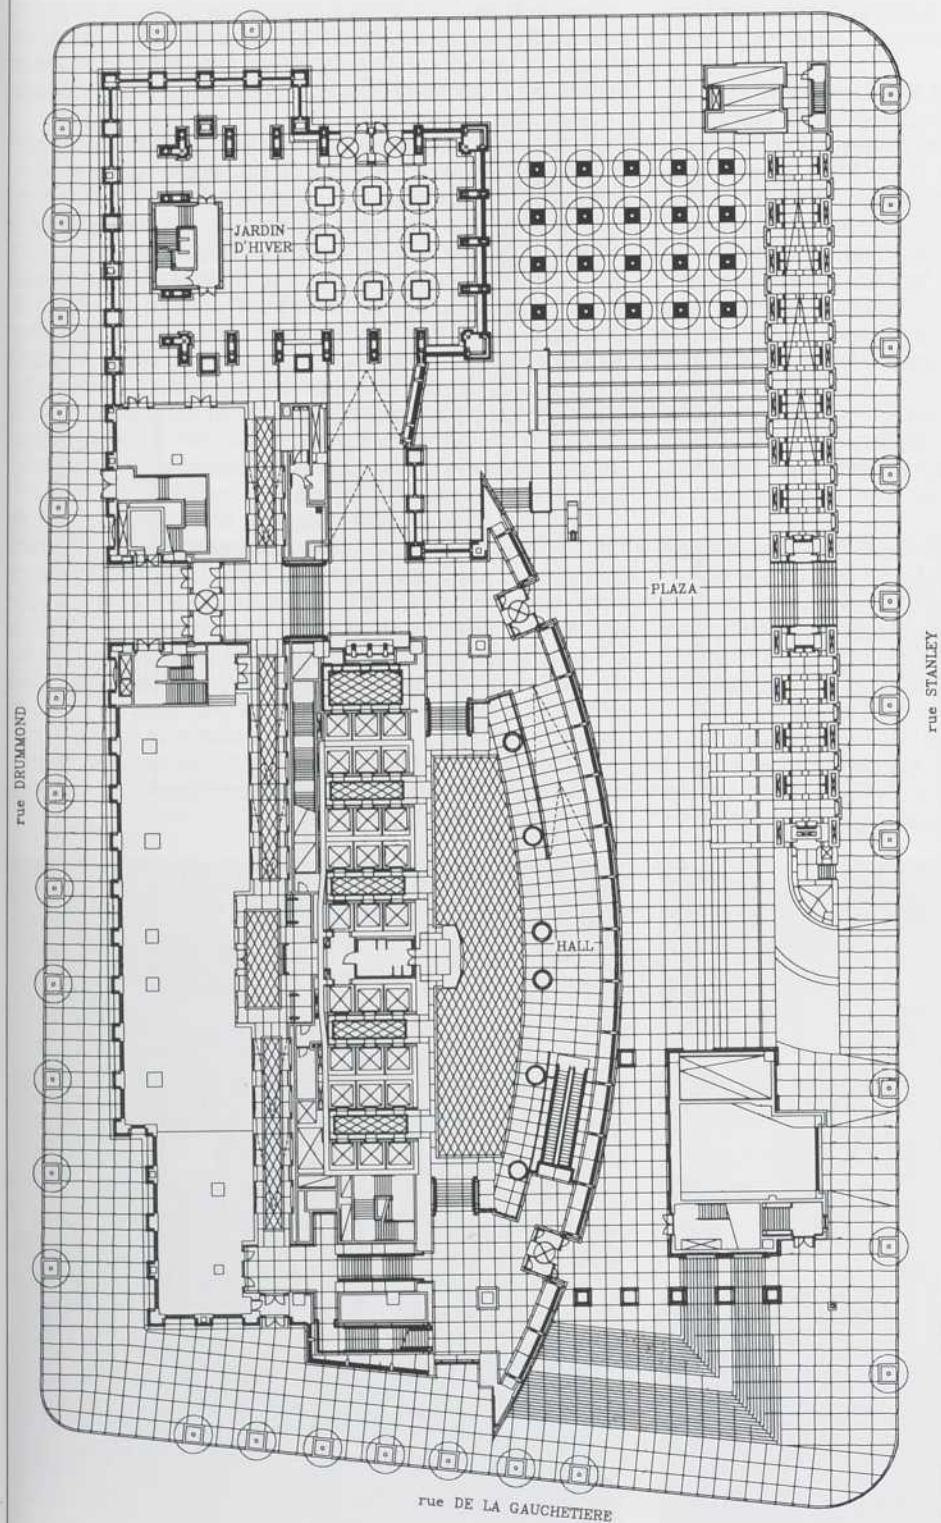 JARDIN
D'HIVER
PLAZA
rue STANLEY
rue DRUMMOND
HALL
rue DE LA GAUCHETIERE